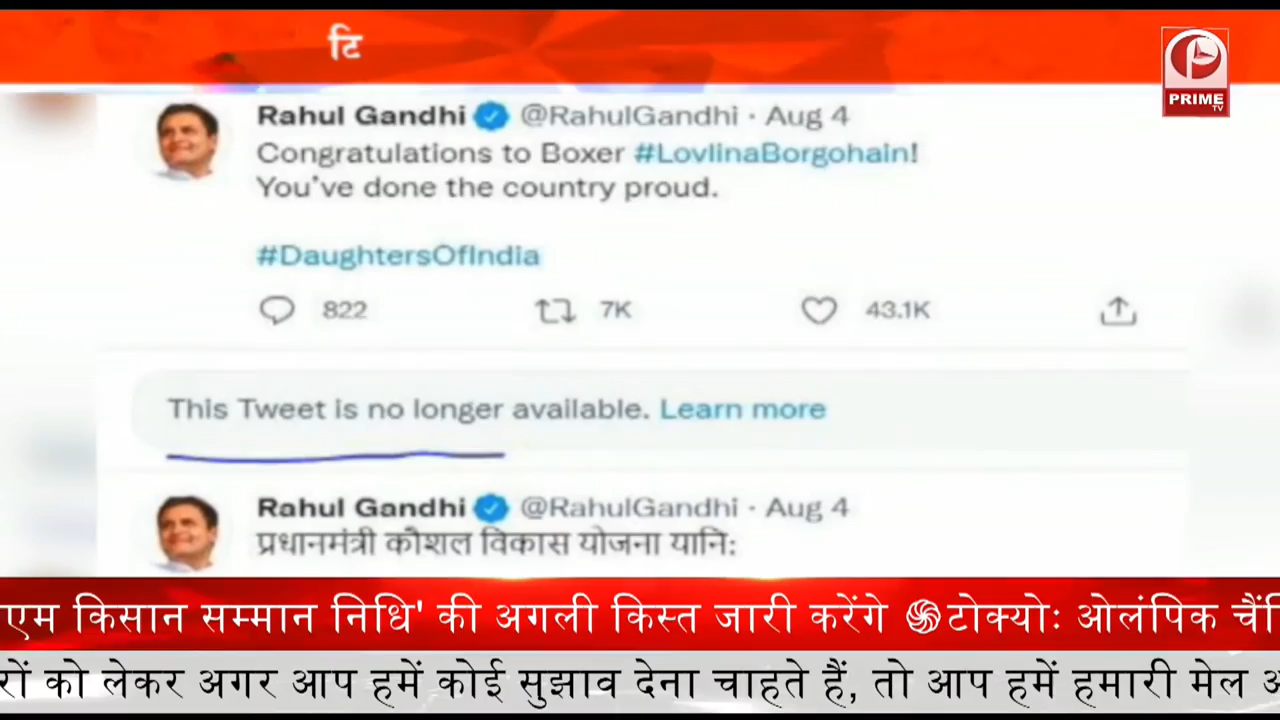 टि
PRIME
TV
Rahul Gandhi @RahulGandhi · Aug 4
Congratulations to Boxer #LovlinaBorgohain!
You've done the country proud.
#DaughtersOfIndia
822 7K 43.1K
This Tweet is no longer available. Learn more
Rahul Gandhi @RahulGandhi · Aug 4
प्रधानमंत्री कौशल विकास योजना यानि:
एम किसान सम्मान निधि' की अगली किस्त जारी करेंगे टोक्योः ओलंपिक
रों को लेकर अगर आप हमें कोई सुझाव देना चाहते हैं, तो आप हमें हमारी मेल